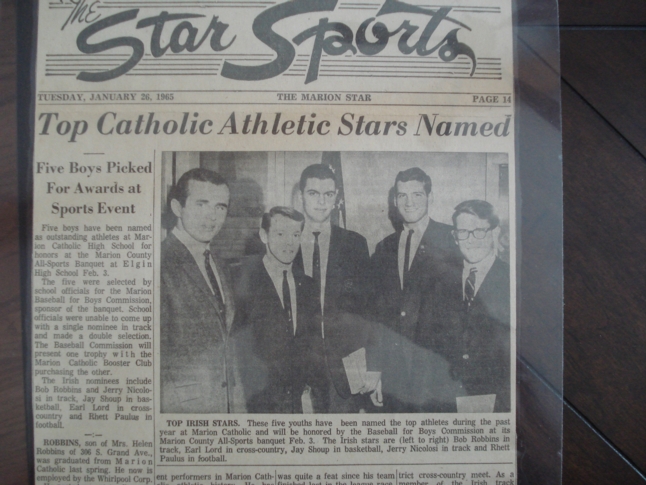 The
Star Sports
TUESDAY, JANUARY 26, 1965 THE MARION STAR PAGE 14
Top Catholic Athletic Stars Named
Five Boys Picked
For Awards at
Sports Event
Five boys have been named
as outstanding athletes at Mar-
ion Catholic High School for
honors at the Marion County
All-Sports Banquet at Elgin
High School Feb. 3.
The five were selected by
school officials for the Marion
Baseball for Boys Commission,
sponsor of the banquet. School
officials were unable to come up
with a single nominee in track
and made a double selection.
The Baseball Commission will
present one trophy with the
Marion Catholic Booster Club
purchasing the other.
The Irish nominees include
Bob Robbins and Jerry Nicolo-
si in track, Jay Shoup in bas-
ketball, Earl Lord in cross-
country and Rhett Paulus in
football.
ROBBINS, son of Mrs. Helen
Robbins of 306 S. Grand Ave.,
was graduated from Marion
Catholic last spring. He now is
employed by the Whirlpool Corp.
TOP IRISH STARS. These five youths have been named the top athletes during the past
year at Marion Catholic and will be honored by the Baseball for Boys Commission at its
Marion County All-Sports banquet Feb. 3. The Irish stars are (left to right) Bob Robbins in
track, Earl Lord in cross-country, Jay Shoup in basketball, Jerry Nicolosi in track and Rhett
Paulus in football.
ent performers in Marion Cath-
was quite a feat since his team
trict cross-country meet. As a